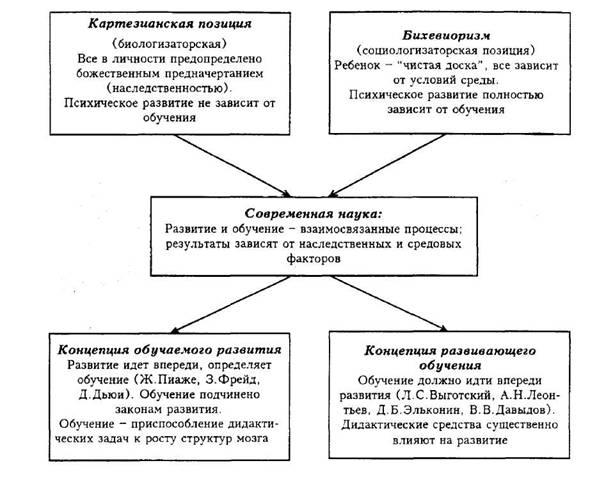 Картезианская позиция
(биологизаторская)
Все в личности предопределено
божественным предначертанием
(наследственностью).
Психическое развитие не зависит от
обучения
Бихевиоризм
(социологизаторская позиция)
Ребенок – “чистая доска”, все зависит
от условий среды.
Психическое развитие полностью
зависит от обучения
Современная наука:
Развитие и обучение – взаимосвязанные процессы;
результаты зависят от наследственных и средовых
факторов
Концепция обучаемого развития
Развитие идет впереди, определяет
обучение (Ж.Пиаже, З.Фрейд,
Д.Дьюи). Обучение подчинено
законам развития.
Обучение – приспособление дидакти-
ческих задач к росту структур мозга
Концепция развивающего
обучения
Обучение должно идти впереди
развития (Л.С.Выготский, А.Н.Леон-
тьев, Д.Б.Эльконин, В.В.Давыдов).
Дидактические средства существенно
влияют на развитие